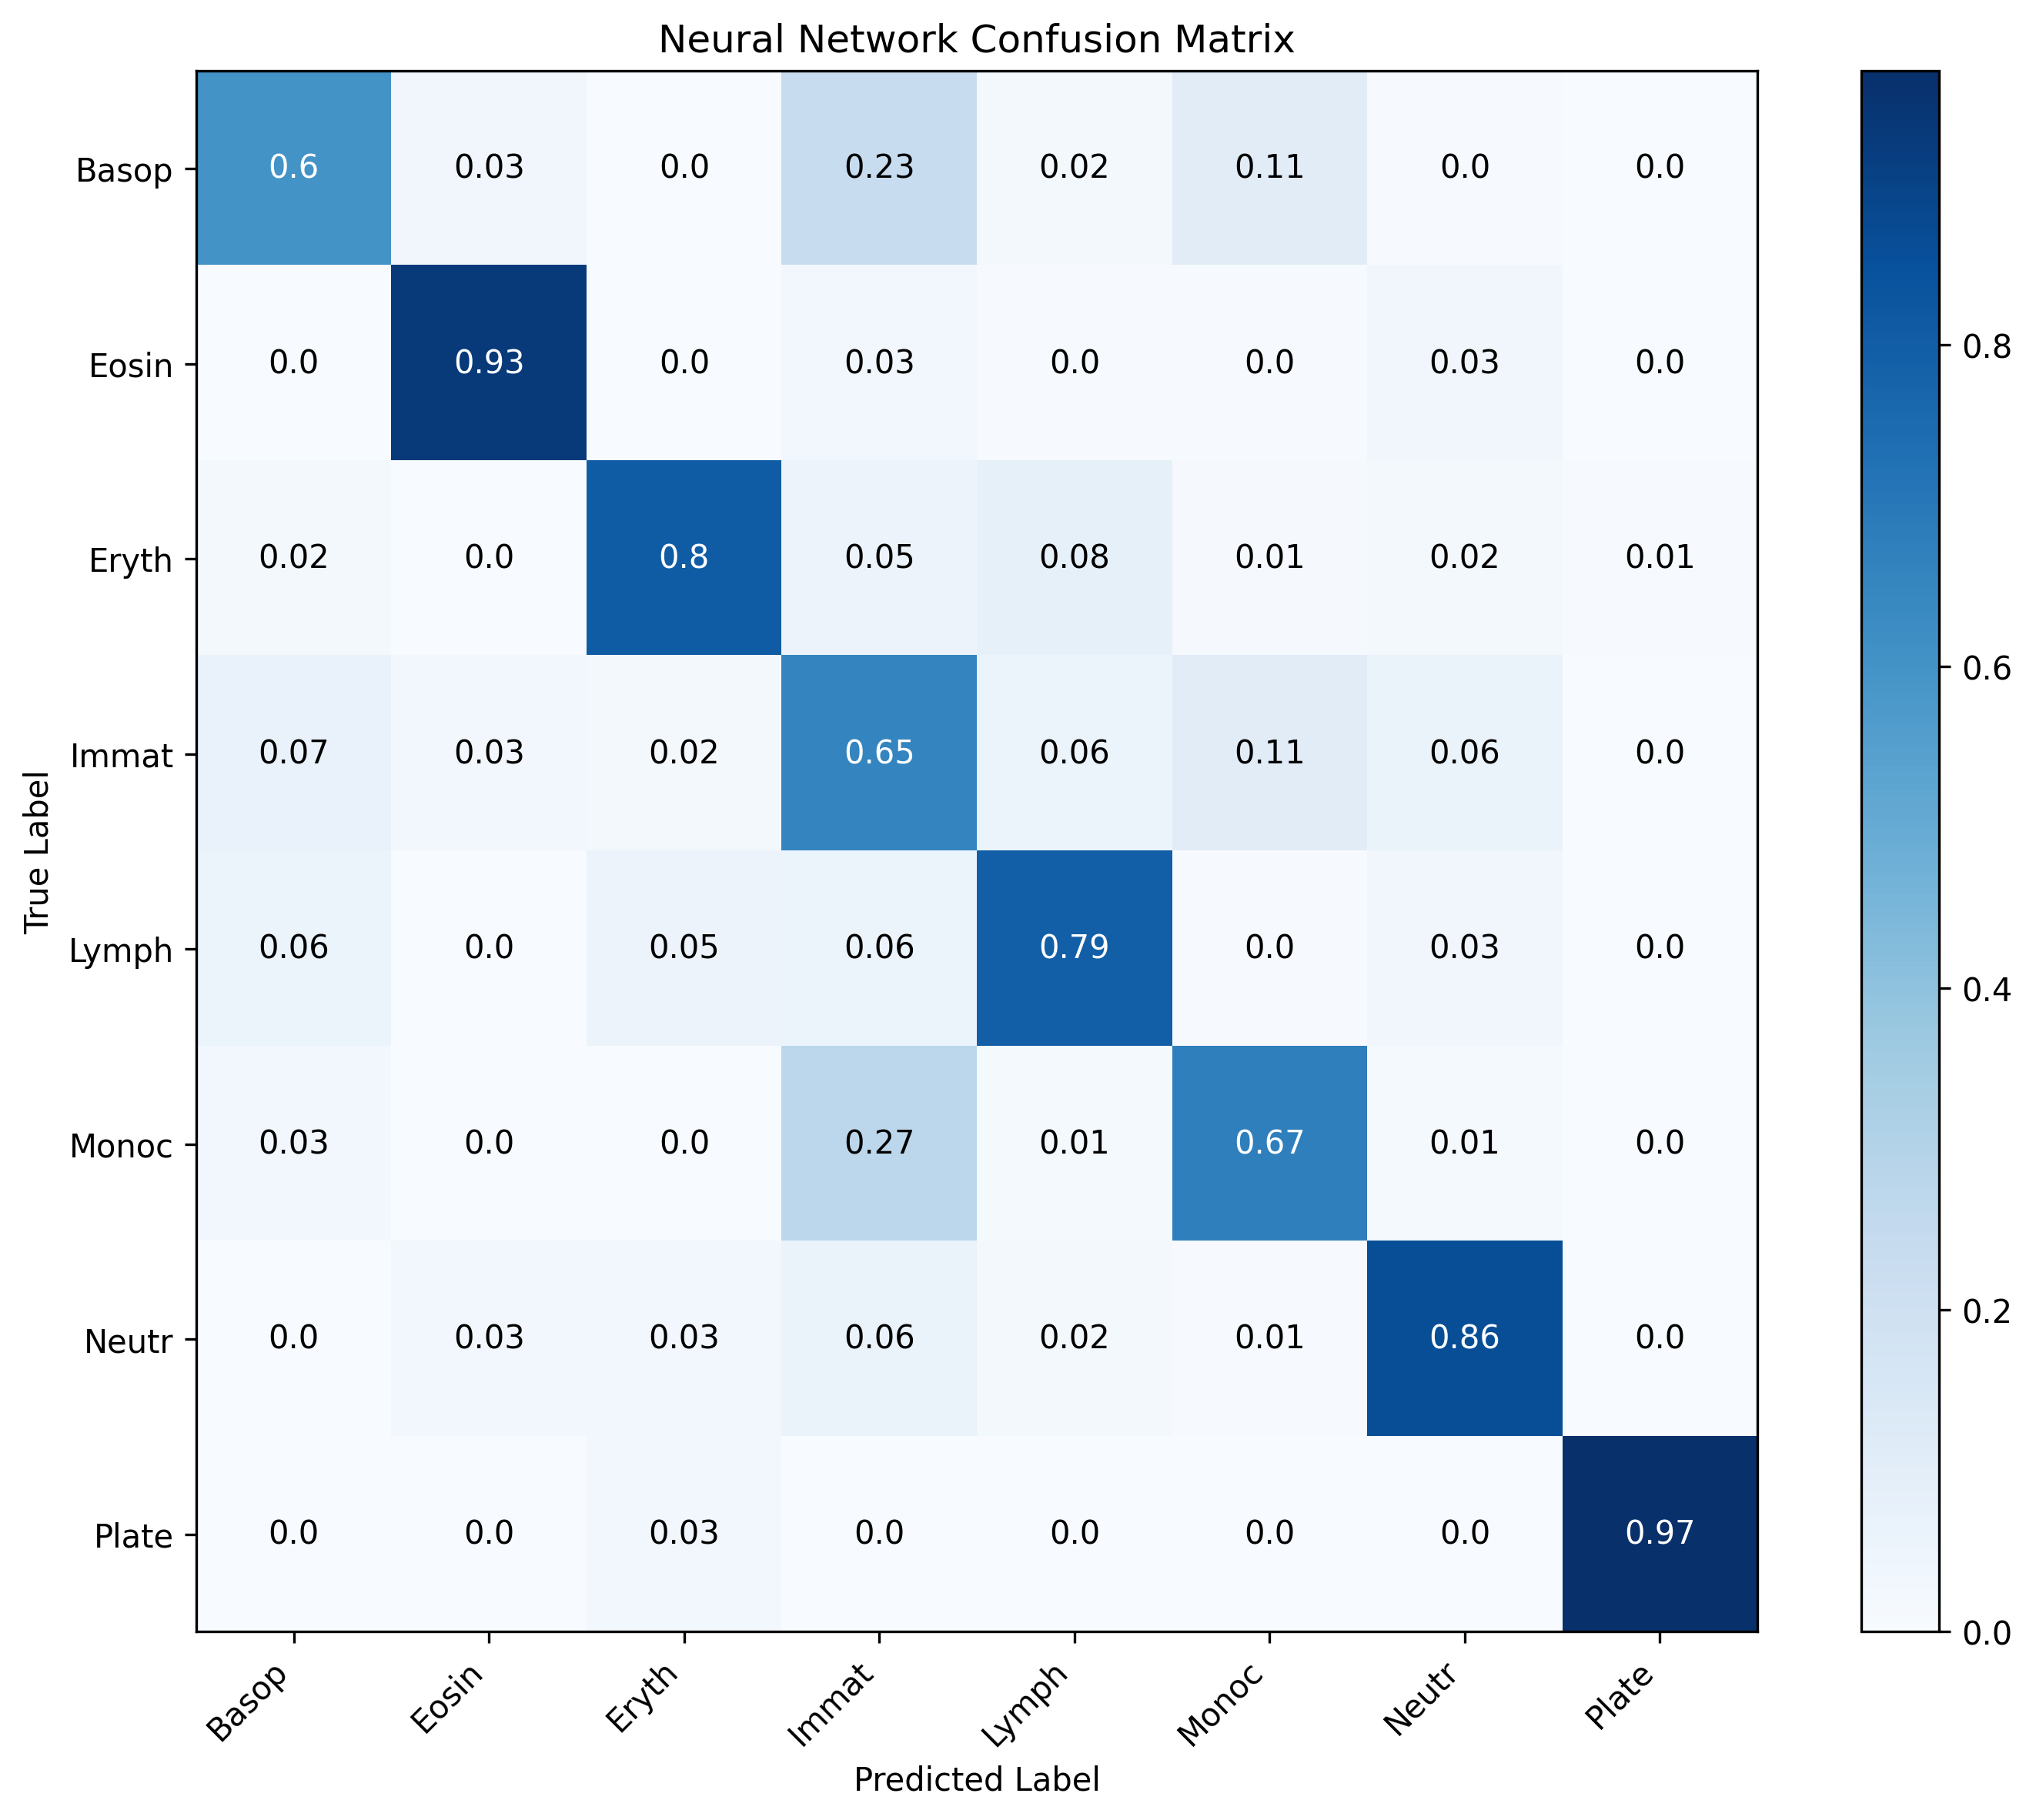 Neural Network Confusion Matrix
True Label
Basop 0.6 0.03 0.0 0.23 0.02 0.11 0.0 0.0
Eosin 0.0 0.93 0.0 0.03 0.0 0.0 0.03 0.0
Eryth 0.02 0.0 0.8 0.05 0.08 0.01 0.02 0.01
Immat 0.07 0.03 0.02 0.65 0.06 0.11 0.06 0.0
Lymph 0.06 0.0 0.05 0.06 0.79 0.0 0.03 0.0
Monoc 0.03 0.0 0.0 0.27 0.01 0.67 0.01 0.0
Neutr 0.0 0.03 0.03 0.06 0.02 0.01 0.86 0.0
Plate 0.0 0.0 0.03 0.0 0.0 0.0 0.0 0.97
Basop Eosin Eryth Immat Lymph Monoc Neutr Plate
Predicted Label
0.8
0.6
0.4
0.2
0.0